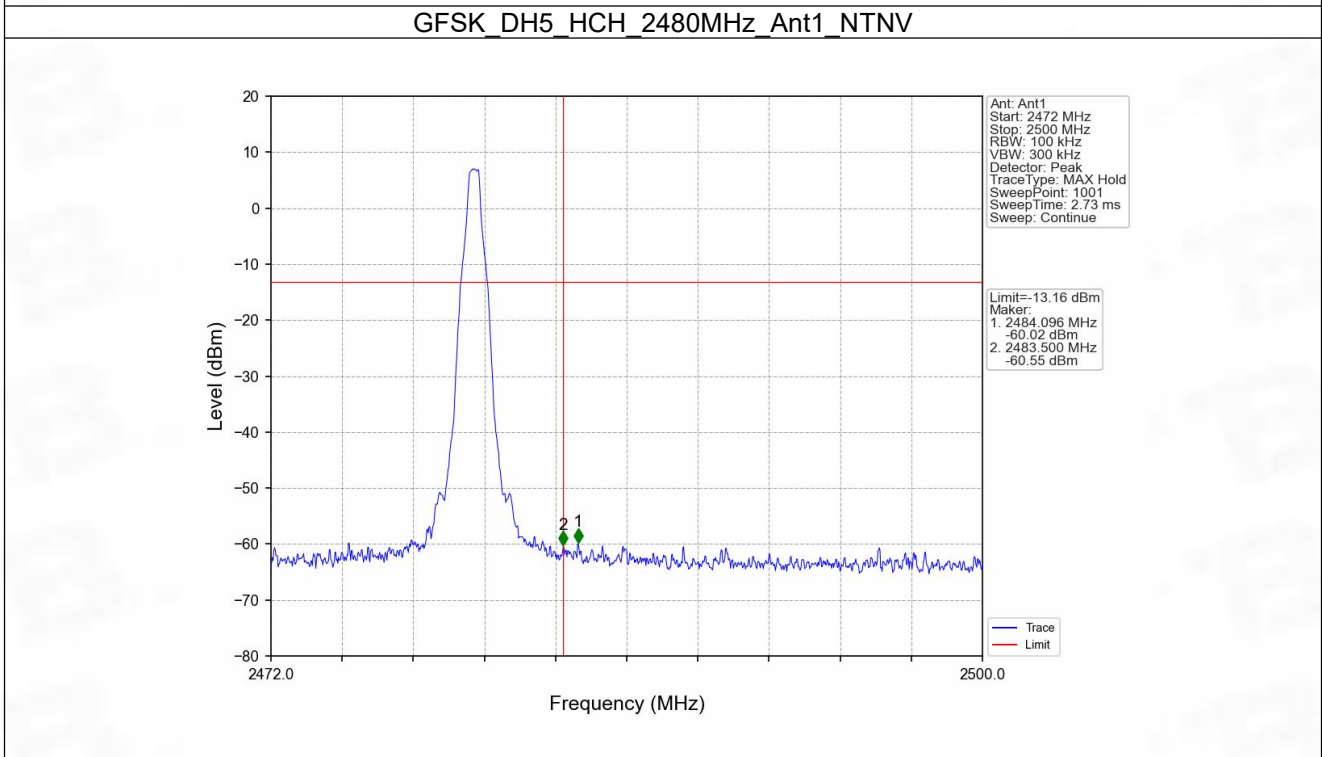 GFSK_DH5_HCH_2480MHz_Ant1_NTNV
20
10
0
−10
−20
−30
−40
−50
−60
−70
−80
Level (dBm)
2 1
2472.0
2500.0
Frequency (MHz)
Ant: Ant1
Start: 2472 MHz
Stop: 2500 MHz
RBW: 100 kHz
VBW: 300 kHz
Detector: Peak
TraceType: MAX Hold
SweepPoint: 1001
SweepTime: 2.73 ms
Sweep: Continue
Limit=-13.16 dBm
Maker:
1. 2484.096 MHz
-60.02 dBm
2. 2483.500 MHz
-60.55 dBm
Trace
Limit